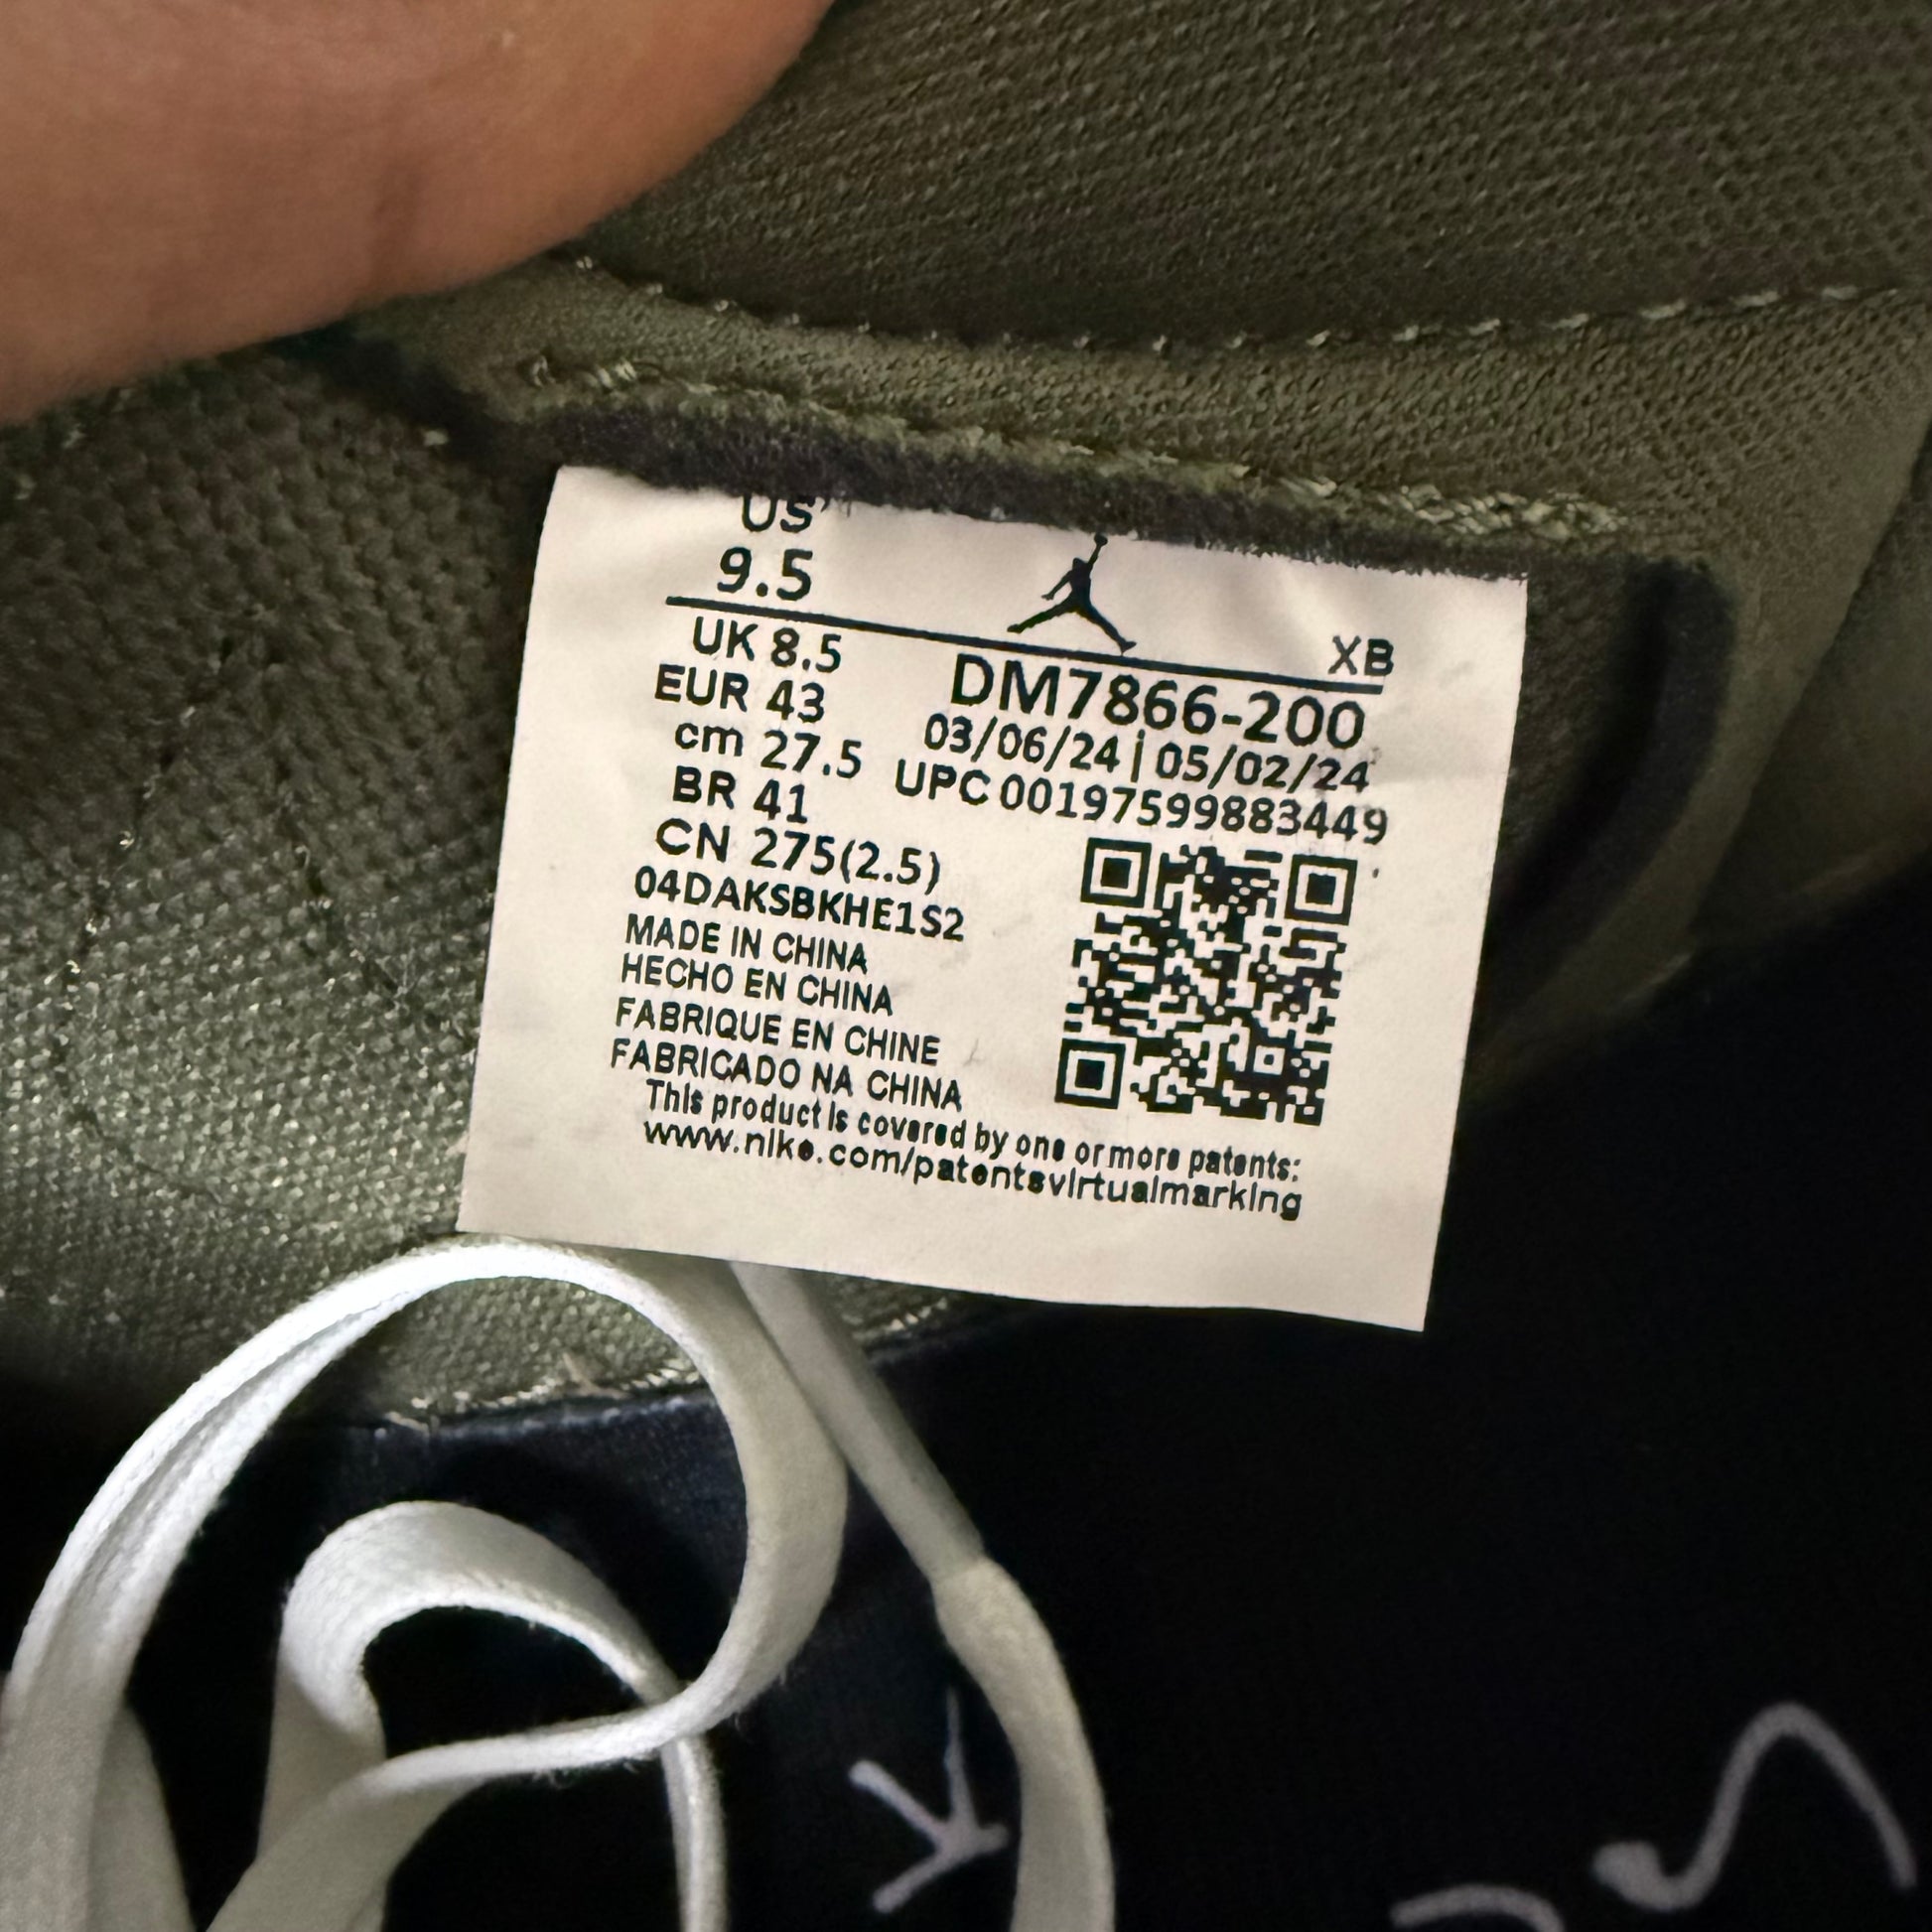 US
9.5
XB
UK 8.5
EUR 43
cm 27.5
BR 41
CN 275(2.5)
DM7866-200
03/06/24 | 05/02/24
UPC 00197599883449
04DAKSBKHE1S2
MADE IN CHINA
HECHO EN CHINA
FABRIQUE EN CHINE
FABRICADO NA CHINA
This product is covered by one or more patents:
www.nike.com/patentsvirtualmarking